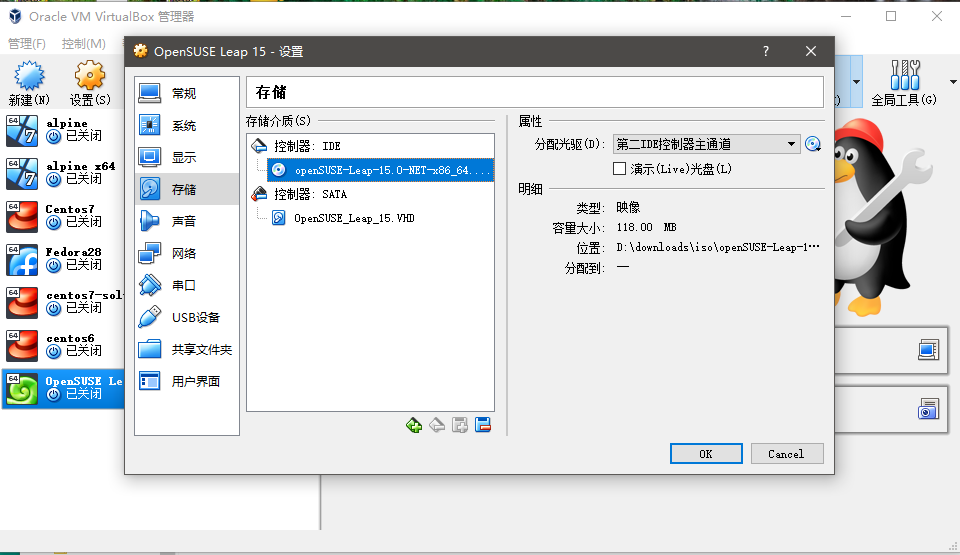 Oracle VM VirtualBox 管理器
管理(F) 控制(M)
新建(N) 设置(S)
全局工具(G)
alpine
已关闭
alpine x64
已关闭
Centos7
已关闭
Fedora28
已关闭
centos7-sol
已关闭
centos6
已关闭
OpenSUSE Le
已关闭
OpenSUSE Leap 15 - 设置
常规
系统
显示
存储
声音
网络
串口
USB设备
共享文件夹
用户界面
存储
存储介质(S)
控制器: IDE
openSUSE-Leap-15.0-NET-x86_64....
控制器: SATA
OpenSUSE_Leap_15.VHD
属性
分配光驱(D): 第二IDE控制器主通道
演示(Live)光盘(L)
明细
类型: 映像
容量大小: 118.00 MB
位置: D:\downloads\iso\openSUSE-Leap-1...
分配到: —
OK Cancel